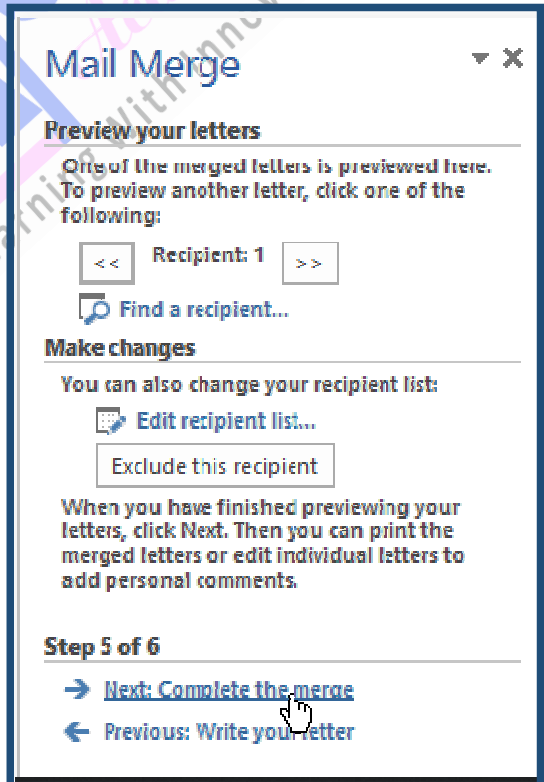 Mail Merge
Preview your letters
One of the merged letters is previewed here.
To preview another letter, click one of the
following:
<< Recipient: 1 >>
Find a recipient...
Make changes
You can also change your recipient list:
Edit recipient list...
Exclude this recipient
When you have finished previewing your
letters, click Next. Then you can print the
merged letters or edit individual letters to
add personal comments.
Step 5 of 6
Next: Complete the merge
Previous: Write your letter
With